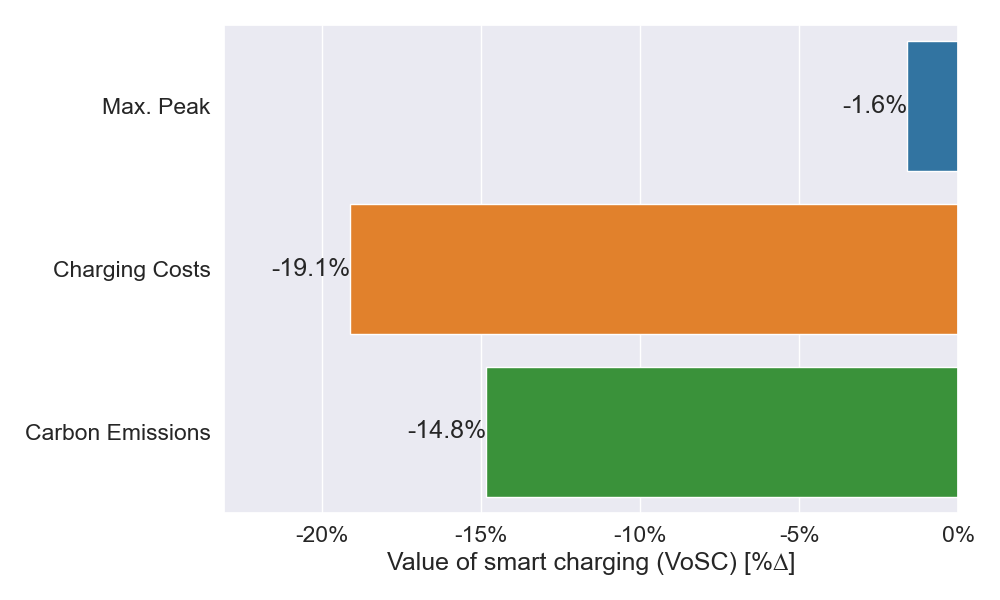 Max. Peak
-1.6%
Charging Costs
-19.1%
Carbon Emissions
-14.8%
-20%
-15%
-10%
-5%
0%
Value of smart charging (VoSC) [%Δ]